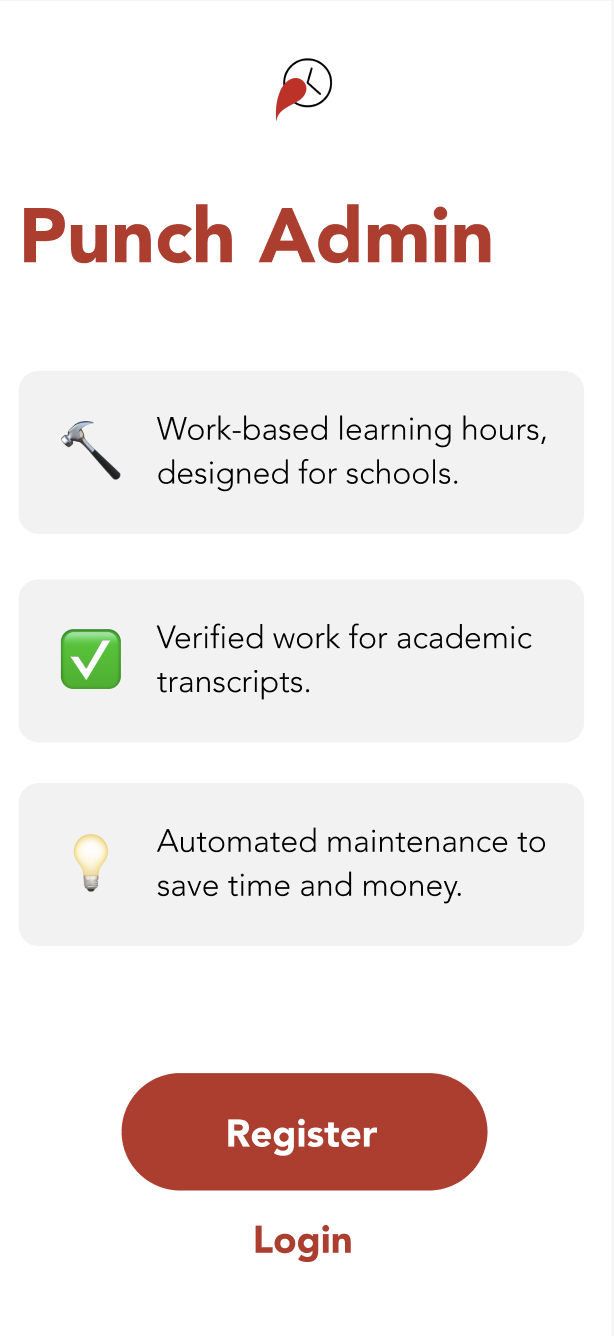 Punch Admin
Work-based learning hours,
designed for schools.
Verified work for academic
transcripts.
Automated maintenance to
save time and money.
Register
Login